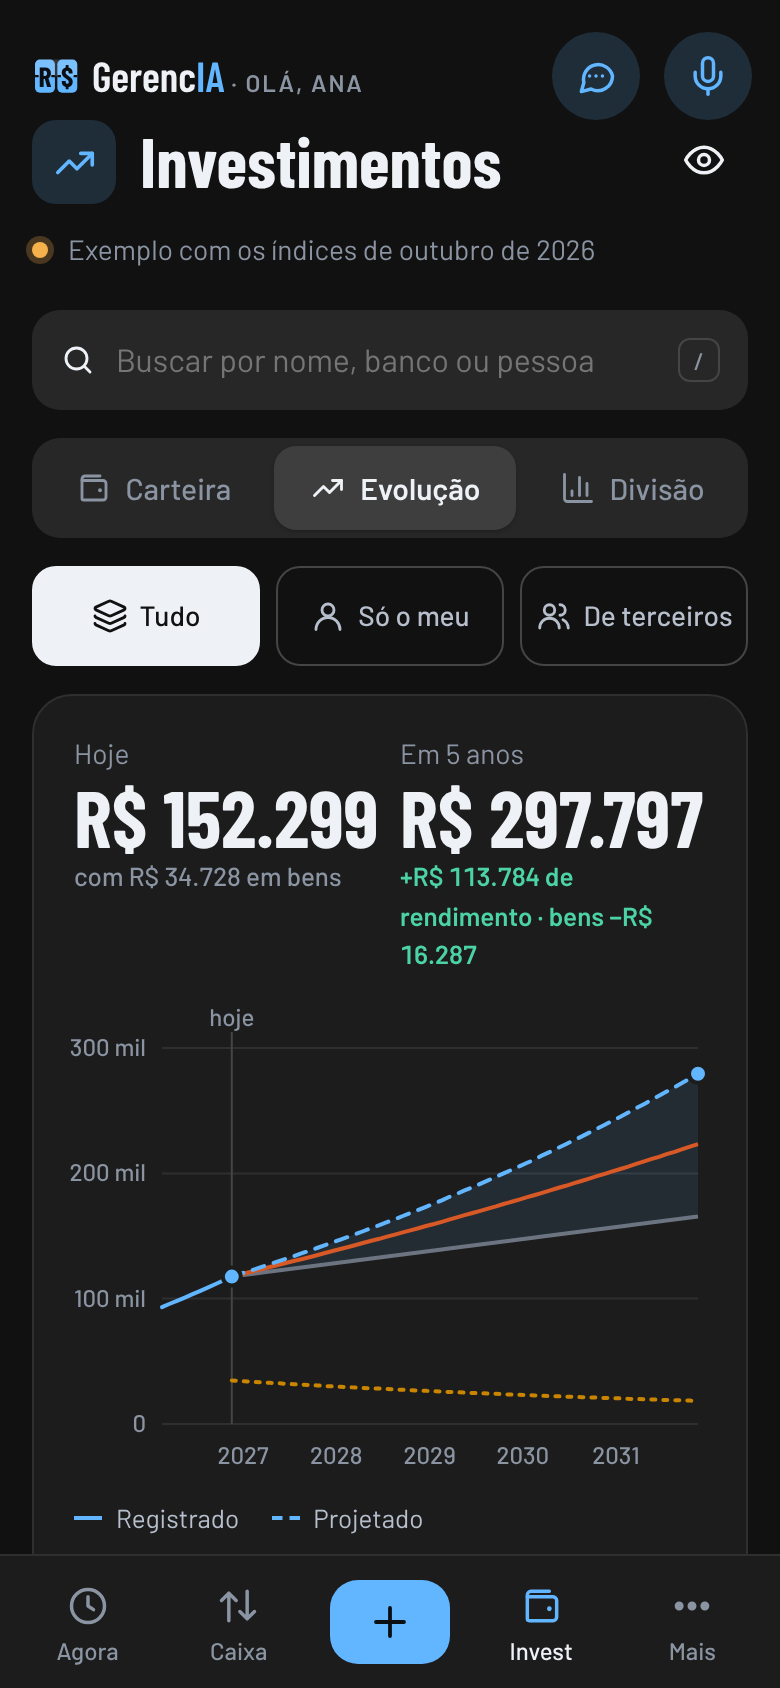 R$ GerencIA · OLÁ, ANA
Investimentos
Exemplo com os índices de outubro de 2026
Buscar por nome, banco ou pessoa /
Carteira Evolução Divisão
Tudo Só o meu De terceiros
Hoje Em 5 anos
R$ 152.299 R$ 297.797
com R$ 34.728 em bens +R$ 113.784 de
rendimento · bens –R$
16.287
hoje
300 mil
200 mil
100 mil
0
2027 2028 2029 2030 2031
Registrado Projetado
Agora Caixa + Invest Mais